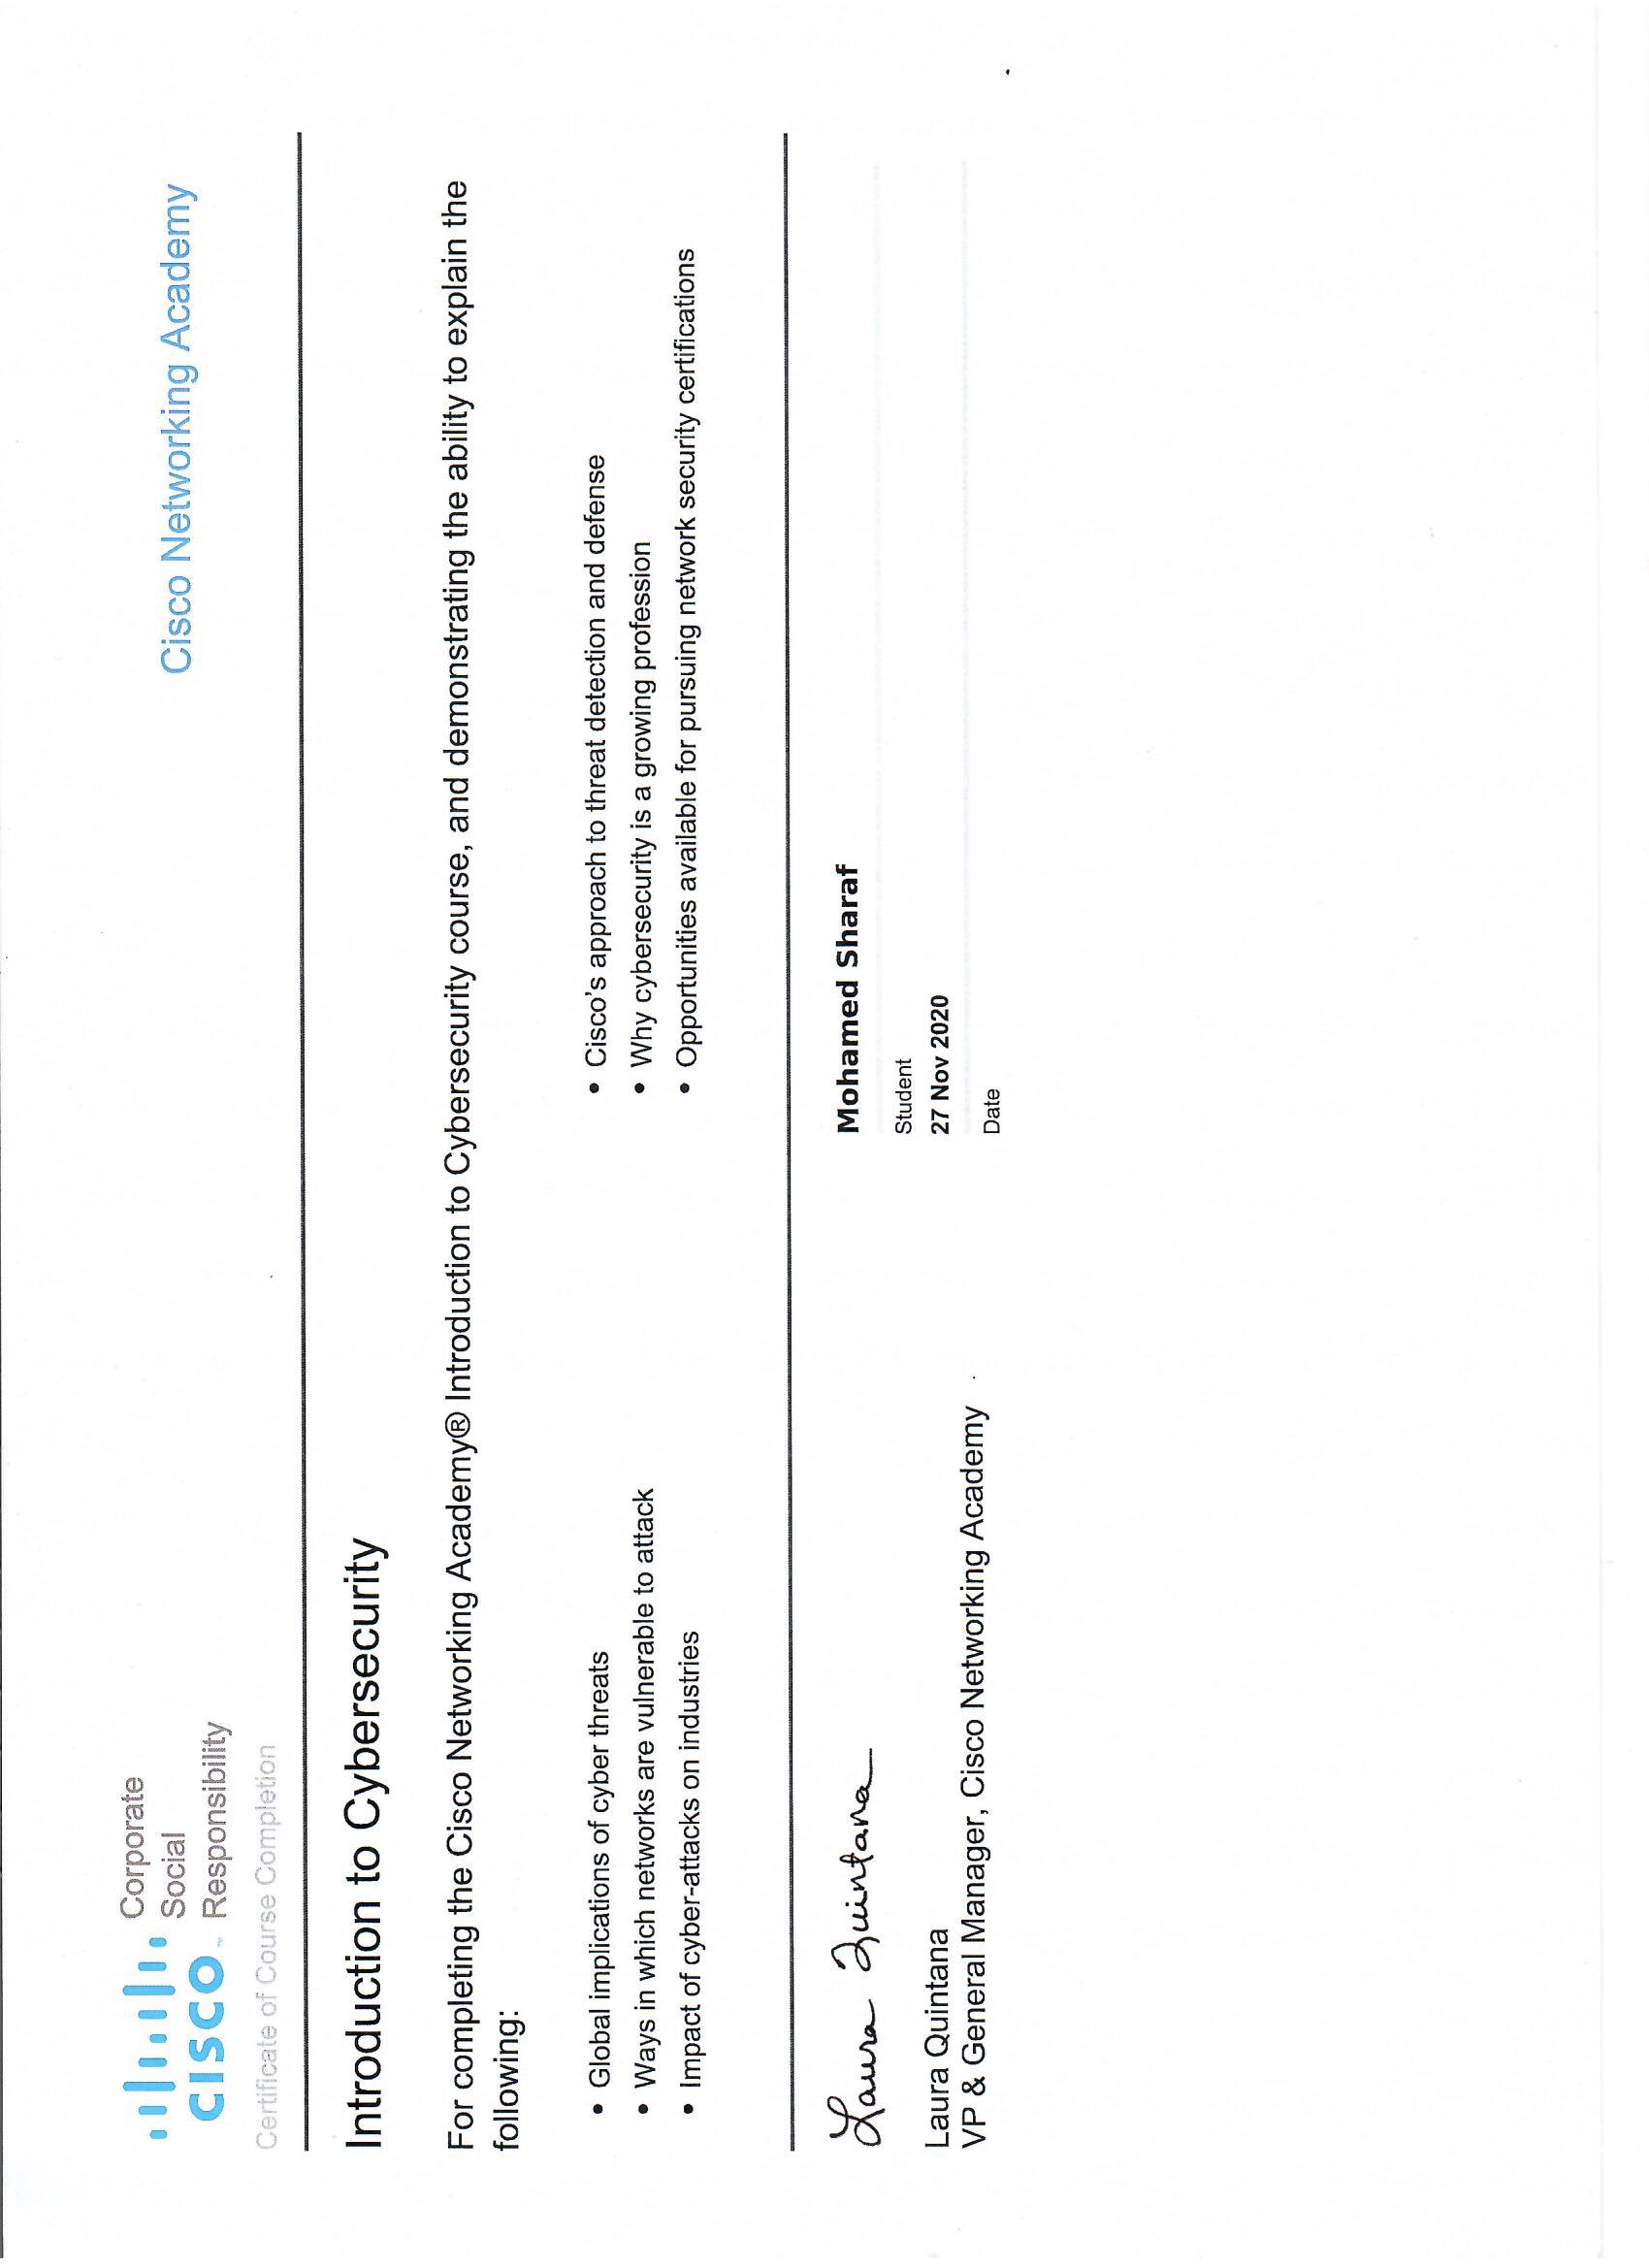 Corporate
Social
Responsibility
CISCO™
Cisco Networking Academy
Certificate of Course Completion
Introduction to Cybersecurity
For completing the Cisco Networking Academy® Introduction to Cybersecurity course, and demonstrating the ability to explain the
following:
• Global implications of cyber threats
• Ways in which networks are vulnerable to attack
• Impact of cyber-attacks on industries
• Cisco’s approach to threat detection and defense
• Why cybersecurity is a growing profession
• Opportunities available for pursuing network security certifications
Laura Quintana
Laura Quintana
VP & General Manager, Cisco Networking Academy
Mohamed Sharaf
Student
27 Nov 2020
Date